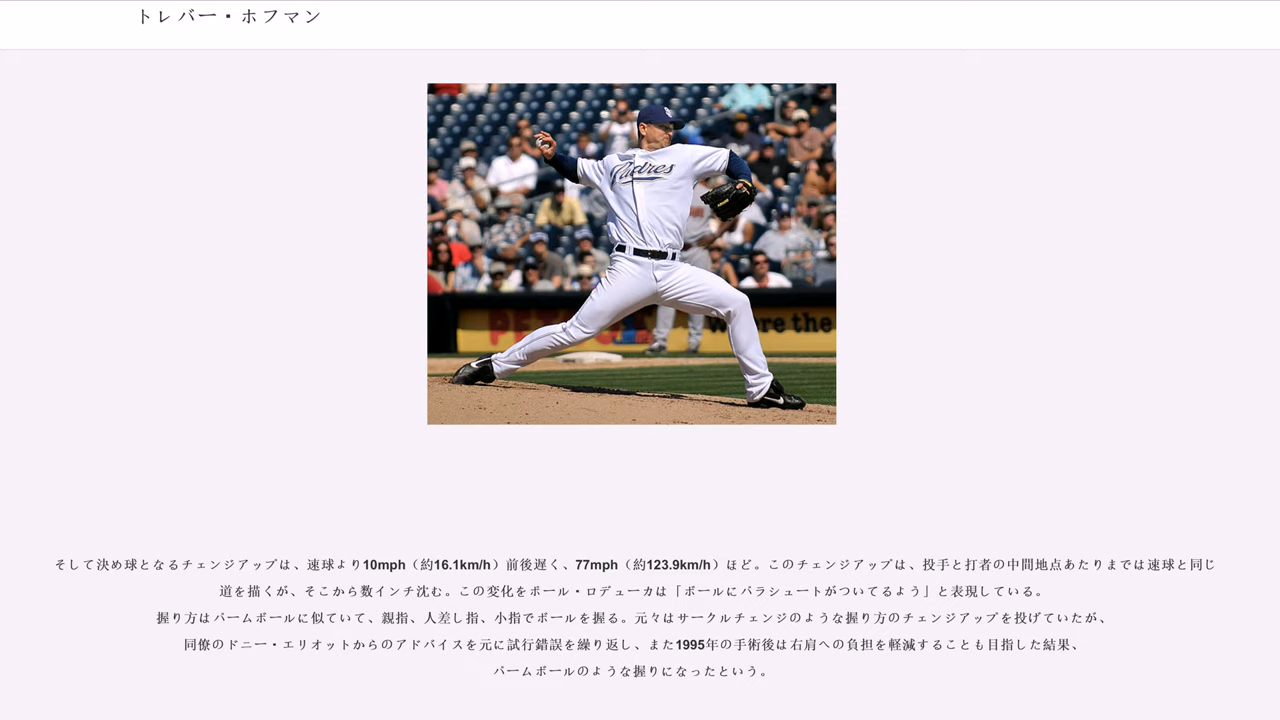 トレバー・ホフマン
Padres
where the
そして決め球となるチェンジアップは、速球より10mph（約16.1km/h）前後遅く、77mph（約123.9km/h）ほど。このチェンジアップは、投手と打者の中間地点あたりまでは速球と同じ
道を描くが、そこから数インチ沈む。この変化をポール・ロデューカは「ボールにパラシュートがついてるよう」と表現している。
握り方はパームボールに似ていて、親指、人差し指、小指でボールを握る。元々はサークルチェンジのような握り方のチェンジアップを投げていたが、
同僚のドニー・エリオットからのアドバイスを元に試行錯誤を繰り返し、また1995年の手術後は右肩への負担を軽減することも目指した結果、
パームボールのような握りになったという。